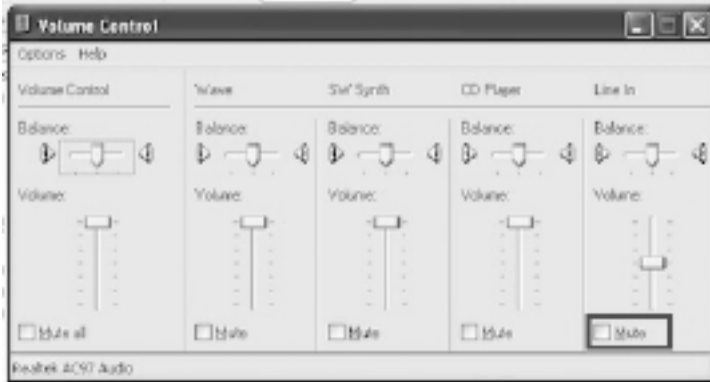 Volume Control
Options Help
Volume Control
Wave
SW Synth
CD Player
Line In
Balance:
Balance:
Balance:
Balance:
Balance:
Volume:
Volume:
Volume:
Volume:
Volume:
Mute all
Mute
Mute
Mute
Mute
Realtek AC97 Audio